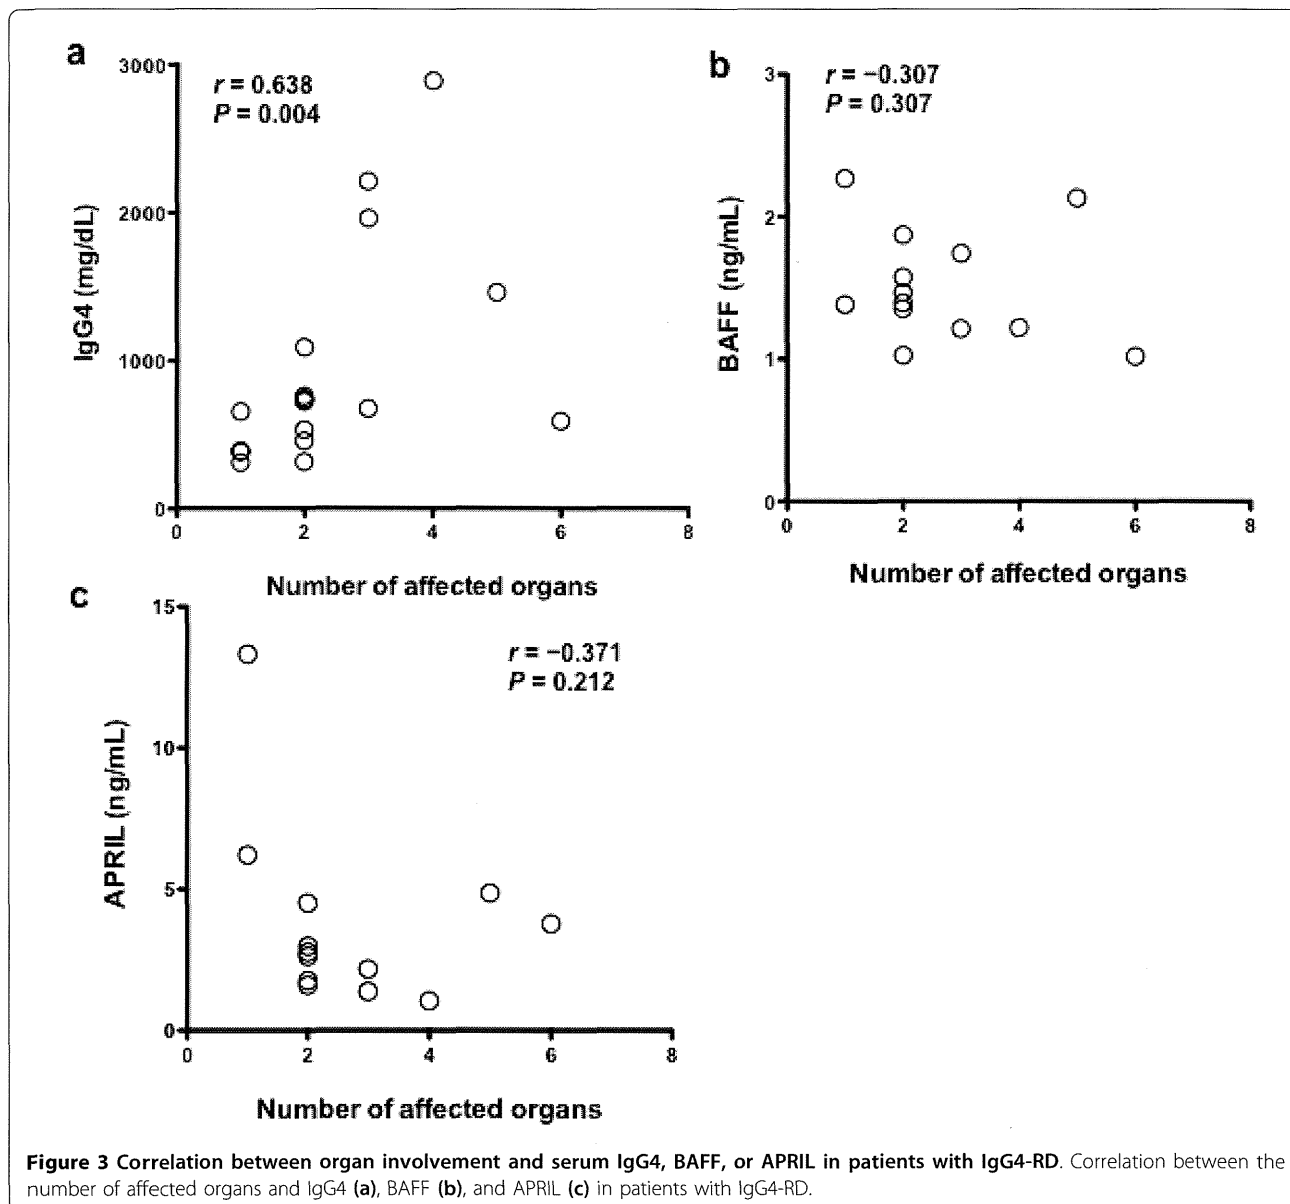 a
r = 0.638
P = 0.004
3000
2000
1000
0
IgG4 (mg/dL)
0 2 4 6 8
Number of affected organs
b
r = −0.307
P = 0.307
3
2
1
0
BAFF (ng/mL)
0 2 4 6 8
Number of affected organs
c
r = −0.371
P = 0.212
15
10
5
0
APRIL (ng/mL)
0 2 4 6 8
Number of affected organs
Figure 3 Correlation between organ involvement and serum IgG4, BAFF, or APRIL in patients with IgG4-RD. Correlation between the
number of affected organs and IgG4 (a), BAFF (b), and APRIL (c) in patients with IgG4-RD.